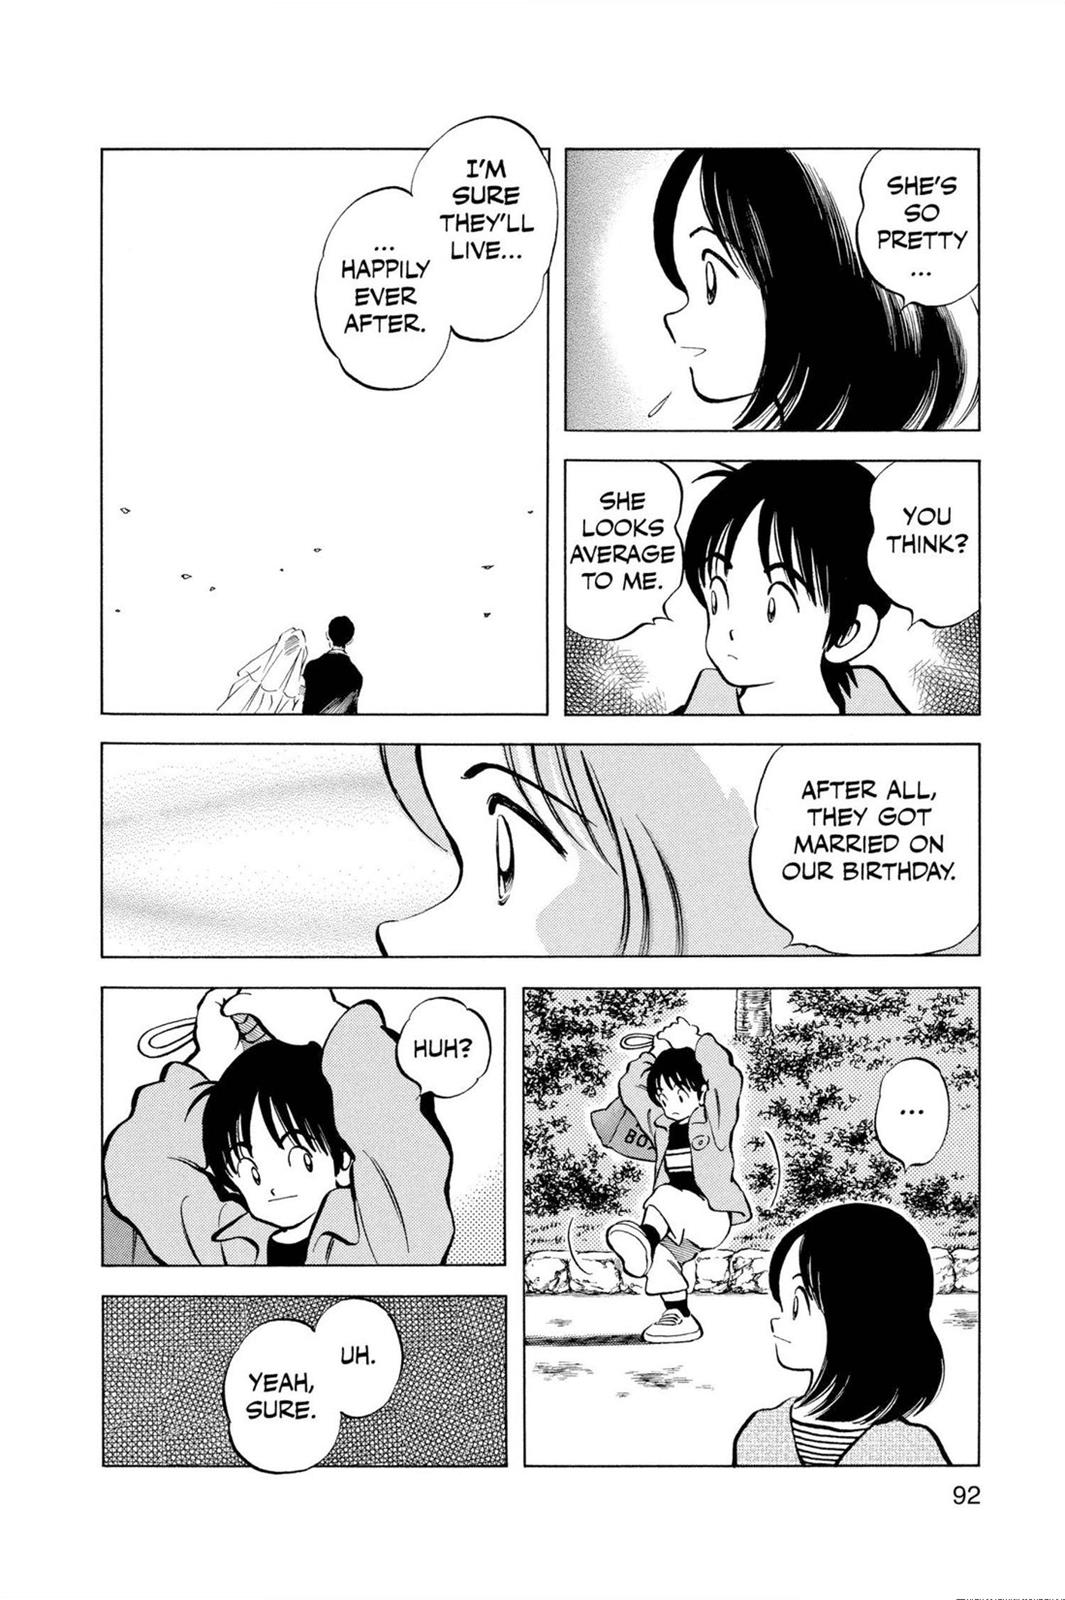 SHE'S
SO
PRETTY
...
YOU
THINK?
SHE
LOOKS
AVERAGE
TO ME.
I'M
SURE
THEY'LL
LIVE...
...
HAPPILY
EVER
AFTER.
AFTER ALL,
THEY GOT
MARRIED ON
OUR BIRTHDAY.
...
BO
HUH?
UH.
YEAH,
SURE.
92